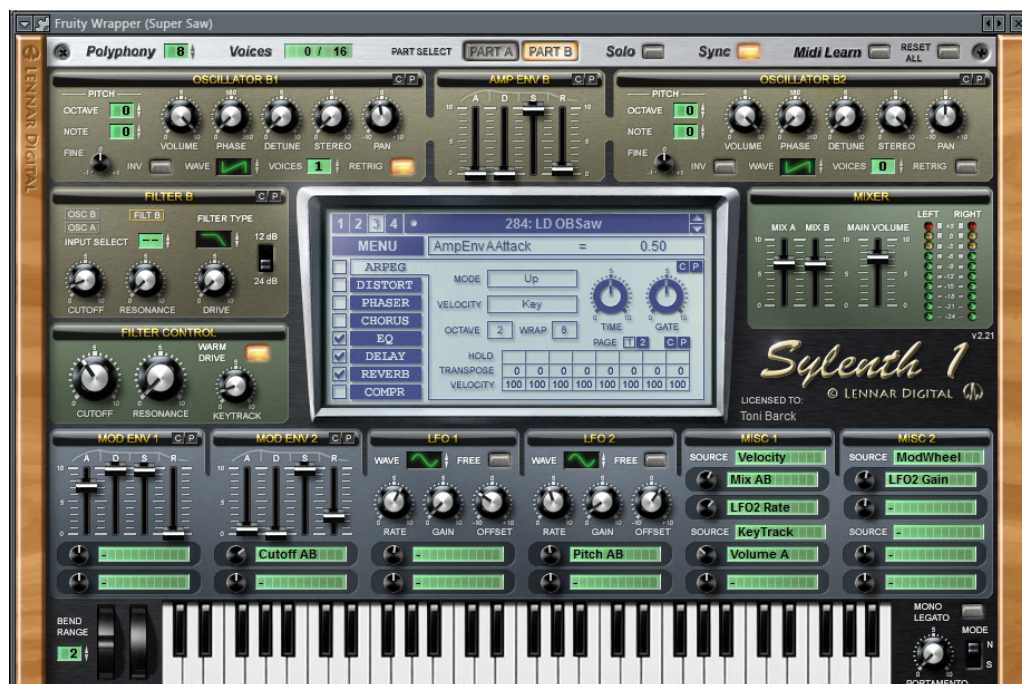 Fruity Wrapper (Super Saw)
LENNAR DIGITAL
Polyphony 8 Voices 0 / 16 PART SELECT PART A PART B Solo Sync Midi Learn RESET ALL
OSCILLATOR B1 C P
PITCH
OCTAVE 0
NOTE 0
FINE
VOLUME PHASE DETUNE STEREO PAN
INV WAVE VOICES 1 RETRIG
AMP ENV B C P
A D S R
OSCILLATOR B2 C P
PITCH
OCTAVE 0
NOTE 0
FINE
VOLUME PHASE DETUNE STEREO PAN
INV WAVE VOICES 0 RETRIG
FILTER B C P
OSC B FILT B FILTER TYPE
OSC A
INPUT SELECT -- 12 dB
24 dB
CUTOFF RESONANCE DRIVE
FILTER CONTROL
WARM DRIVE
CUTOFF RESONANCE KEYTRACK
1 2 3 4 284: LD OBSaw
MENU AmpEnvAAttack = 0.50
ARPEG
DISTORT
PHASER
CHORUS
EQ
DELAY
REVERB
COMPR
C P
MODE Up
VELOCITY Key
OCTAVE 2 WRAP 8 TIME GATE
PAGE 1 2 C P
HOLD
TRANSPOSE 0 0 0 0 0 0 0 0
VELOCITY 100 100 100 100 100 100 100 100
MIXER
LEFT RIGHT
MIX A MIX B MAIN VOLUME
v2.21
Sylenth 1
© LENNAR DIGITAL
LICENSED TO:
Toni Barck
MOD ENV 1 C P
A D S R
MOD ENV 2 C P
A D S R
Cutoff AB
LFO 1
WAVE FREE
RATE GAIN OFFSET
LFO 2
WAVE FREE
RATE GAIN OFFSET
Pitch AB
MISC 1
SOURCE Velocity
Mix AB
LFO2 Rate
SOURCE KeyTrack
Volume A
MISC 2
SOURCE ModWheel
LFO2 Gain
SOURCE -
BEND RANGE
2
MONO LEGATO
MODE
N
S
PORTAMENTO